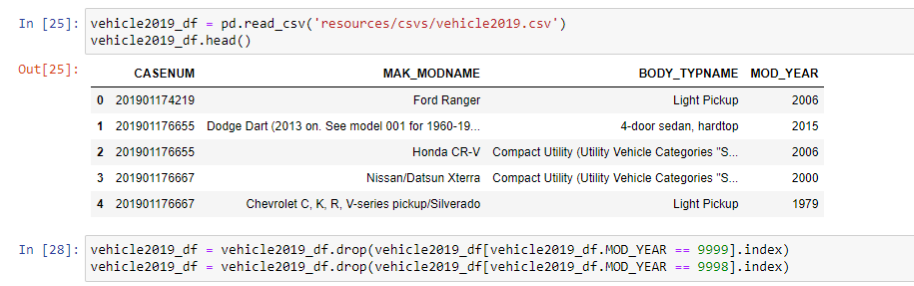 In [25]: vehicle2019_df = pd.read_csv('resources/csvs/vehicle2019.csv')
vehicle2019_df.head()
Out[25]:
CASENUM MAK_MODNAME BODY_TYPNAME MOD_YEAR
0 201901174219 Ford Ranger Light Pickup 2006
1 201901176655 Dodge Dart (2013 on. See model 001 for 1960-19... 4-door sedan, hardtop 2015
2 201901176655 Honda CR-V Compact Utility (Utility Vehicle Categories "S... 2006
3 201901176667 Nissan/Datsun Xterra Compact Utility (Utility Vehicle Categories "S... 2000
4 201901176667 Chevrolet C, K, R, V-series pickup/Silverado Light Pickup 1979
In [28]: vehicle2019_df = vehicle2019_df.drop(vehicle2019_df[vehicle2019_df.MOD_YEAR == 9999].index)
vehicle2019_df = vehicle2019_df.drop(vehicle2019_df[vehicle2019_df.MOD_YEAR == 9998].index)